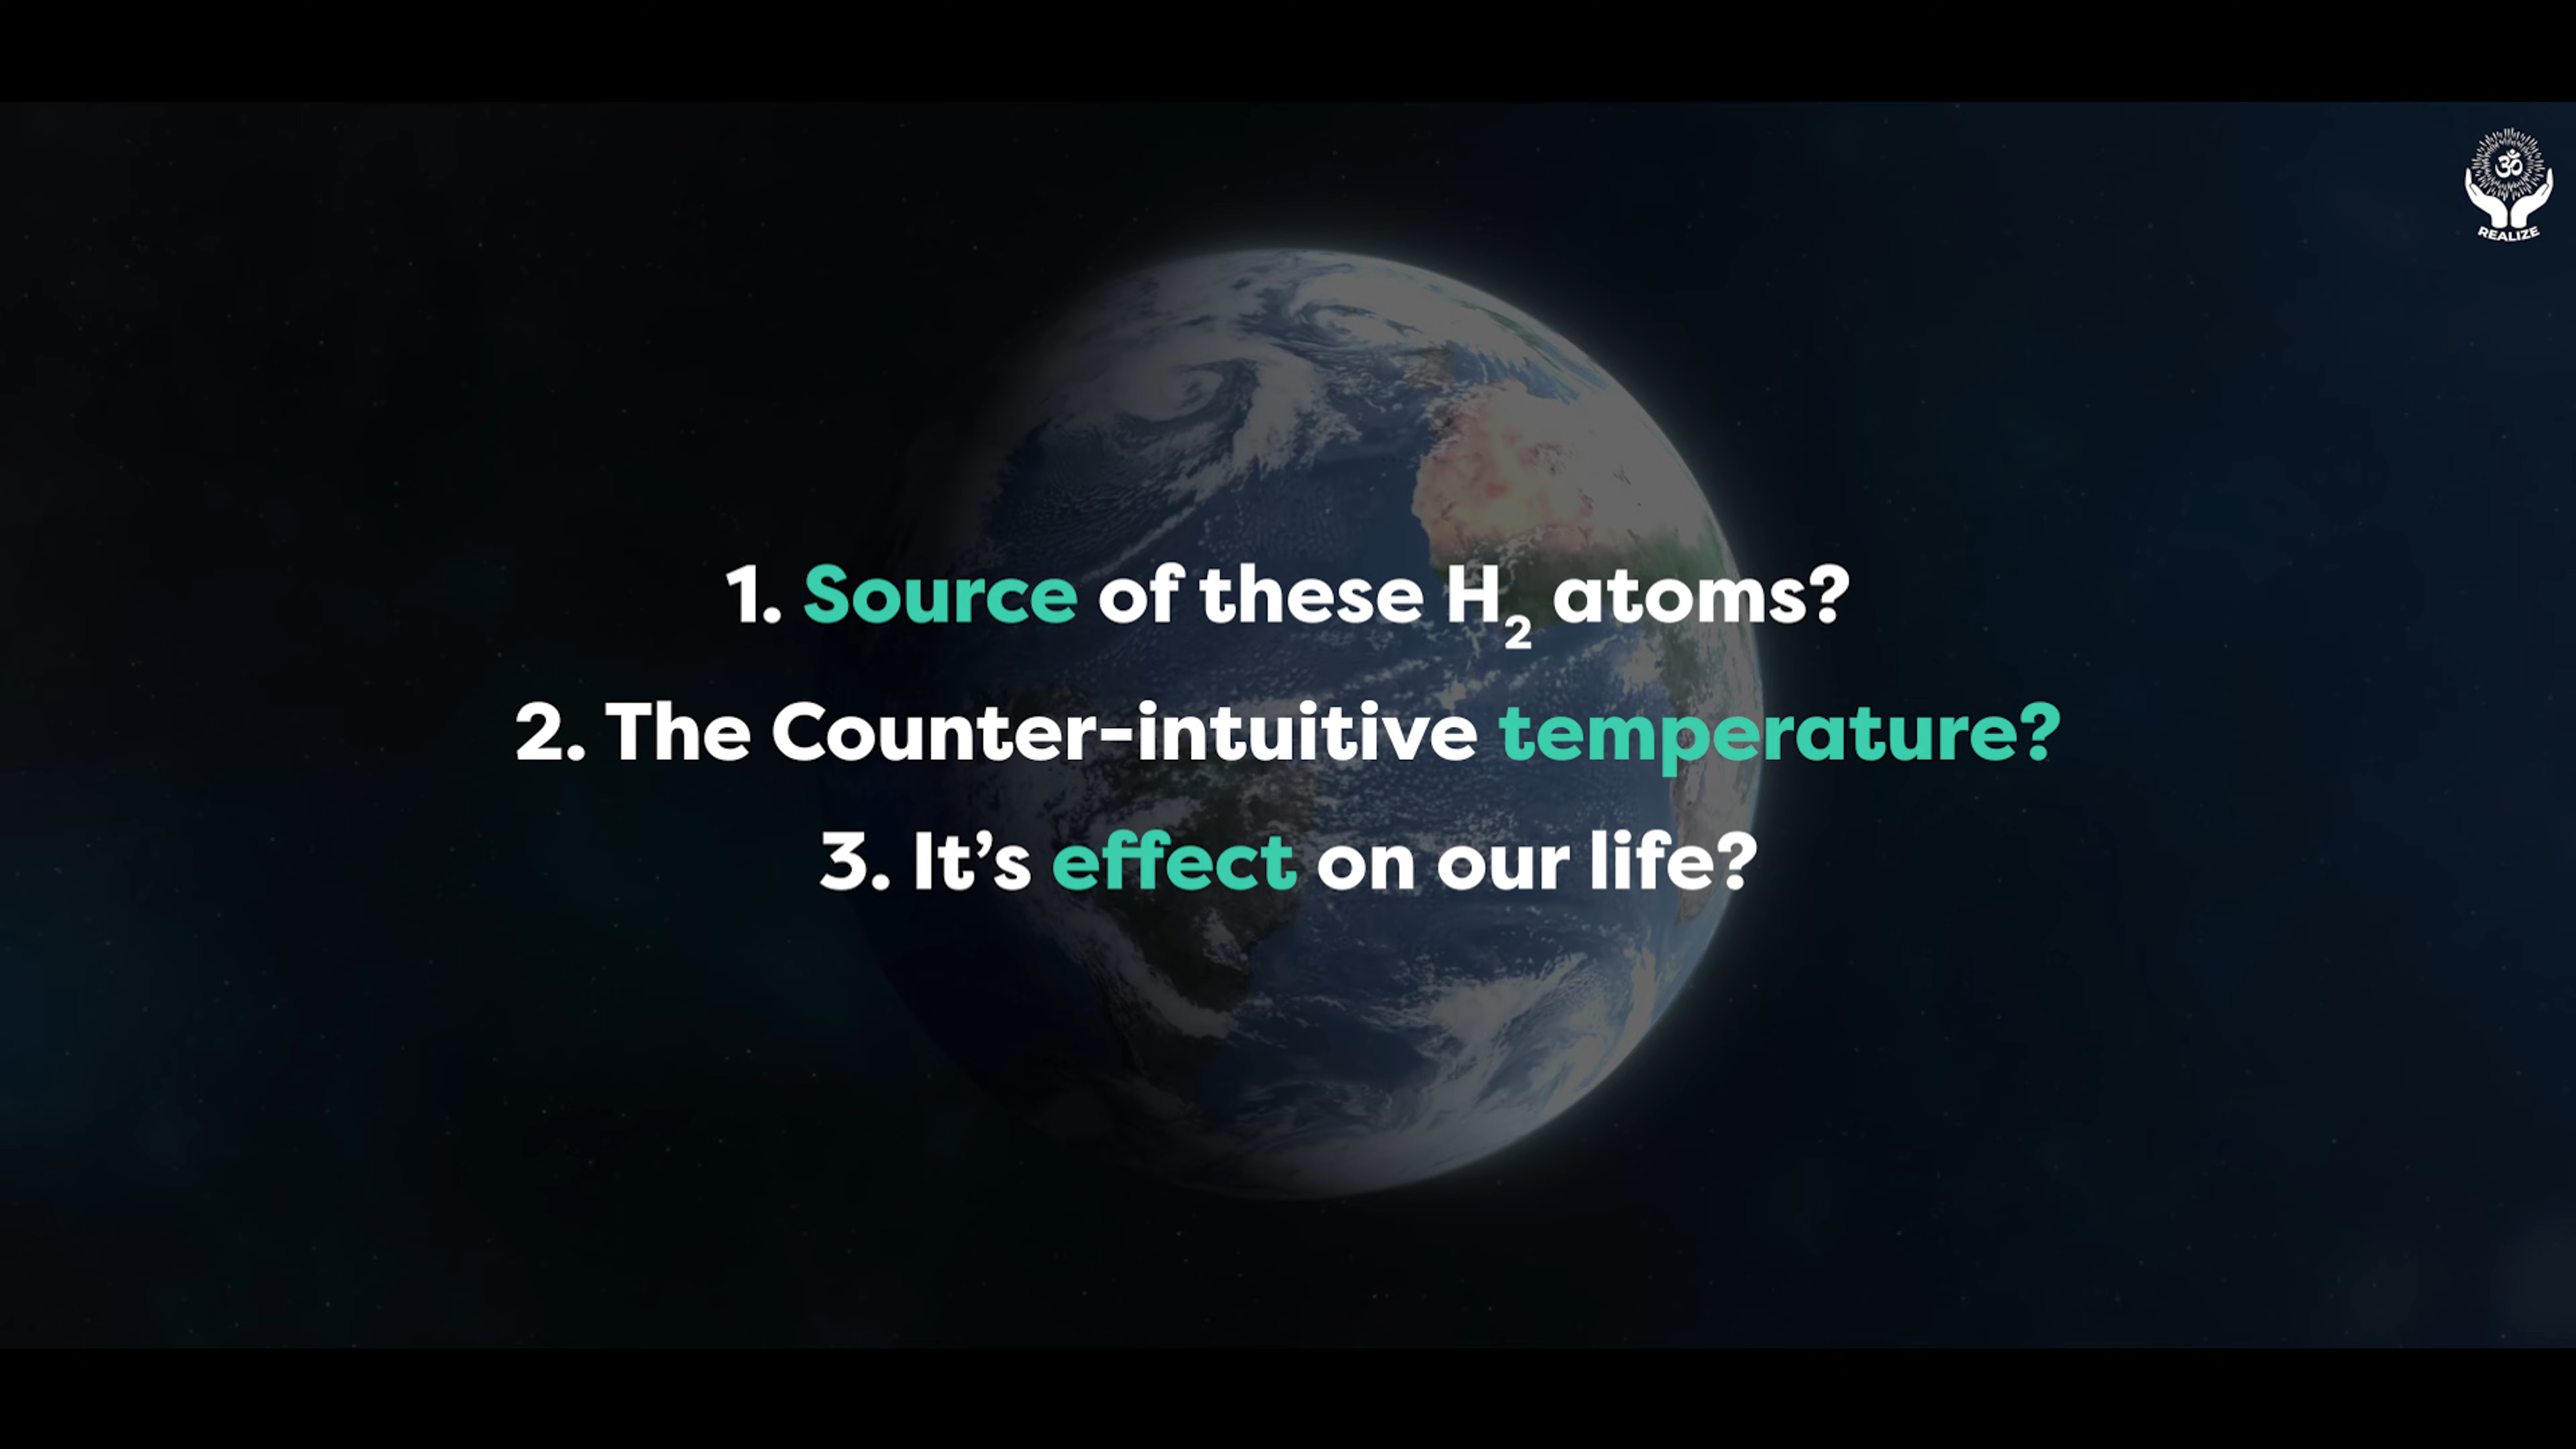 ॐ
REALIZE
1. Source of these H₂ atoms?
2. The Counter-intuitive temperature?
3. It’s effect on our life?